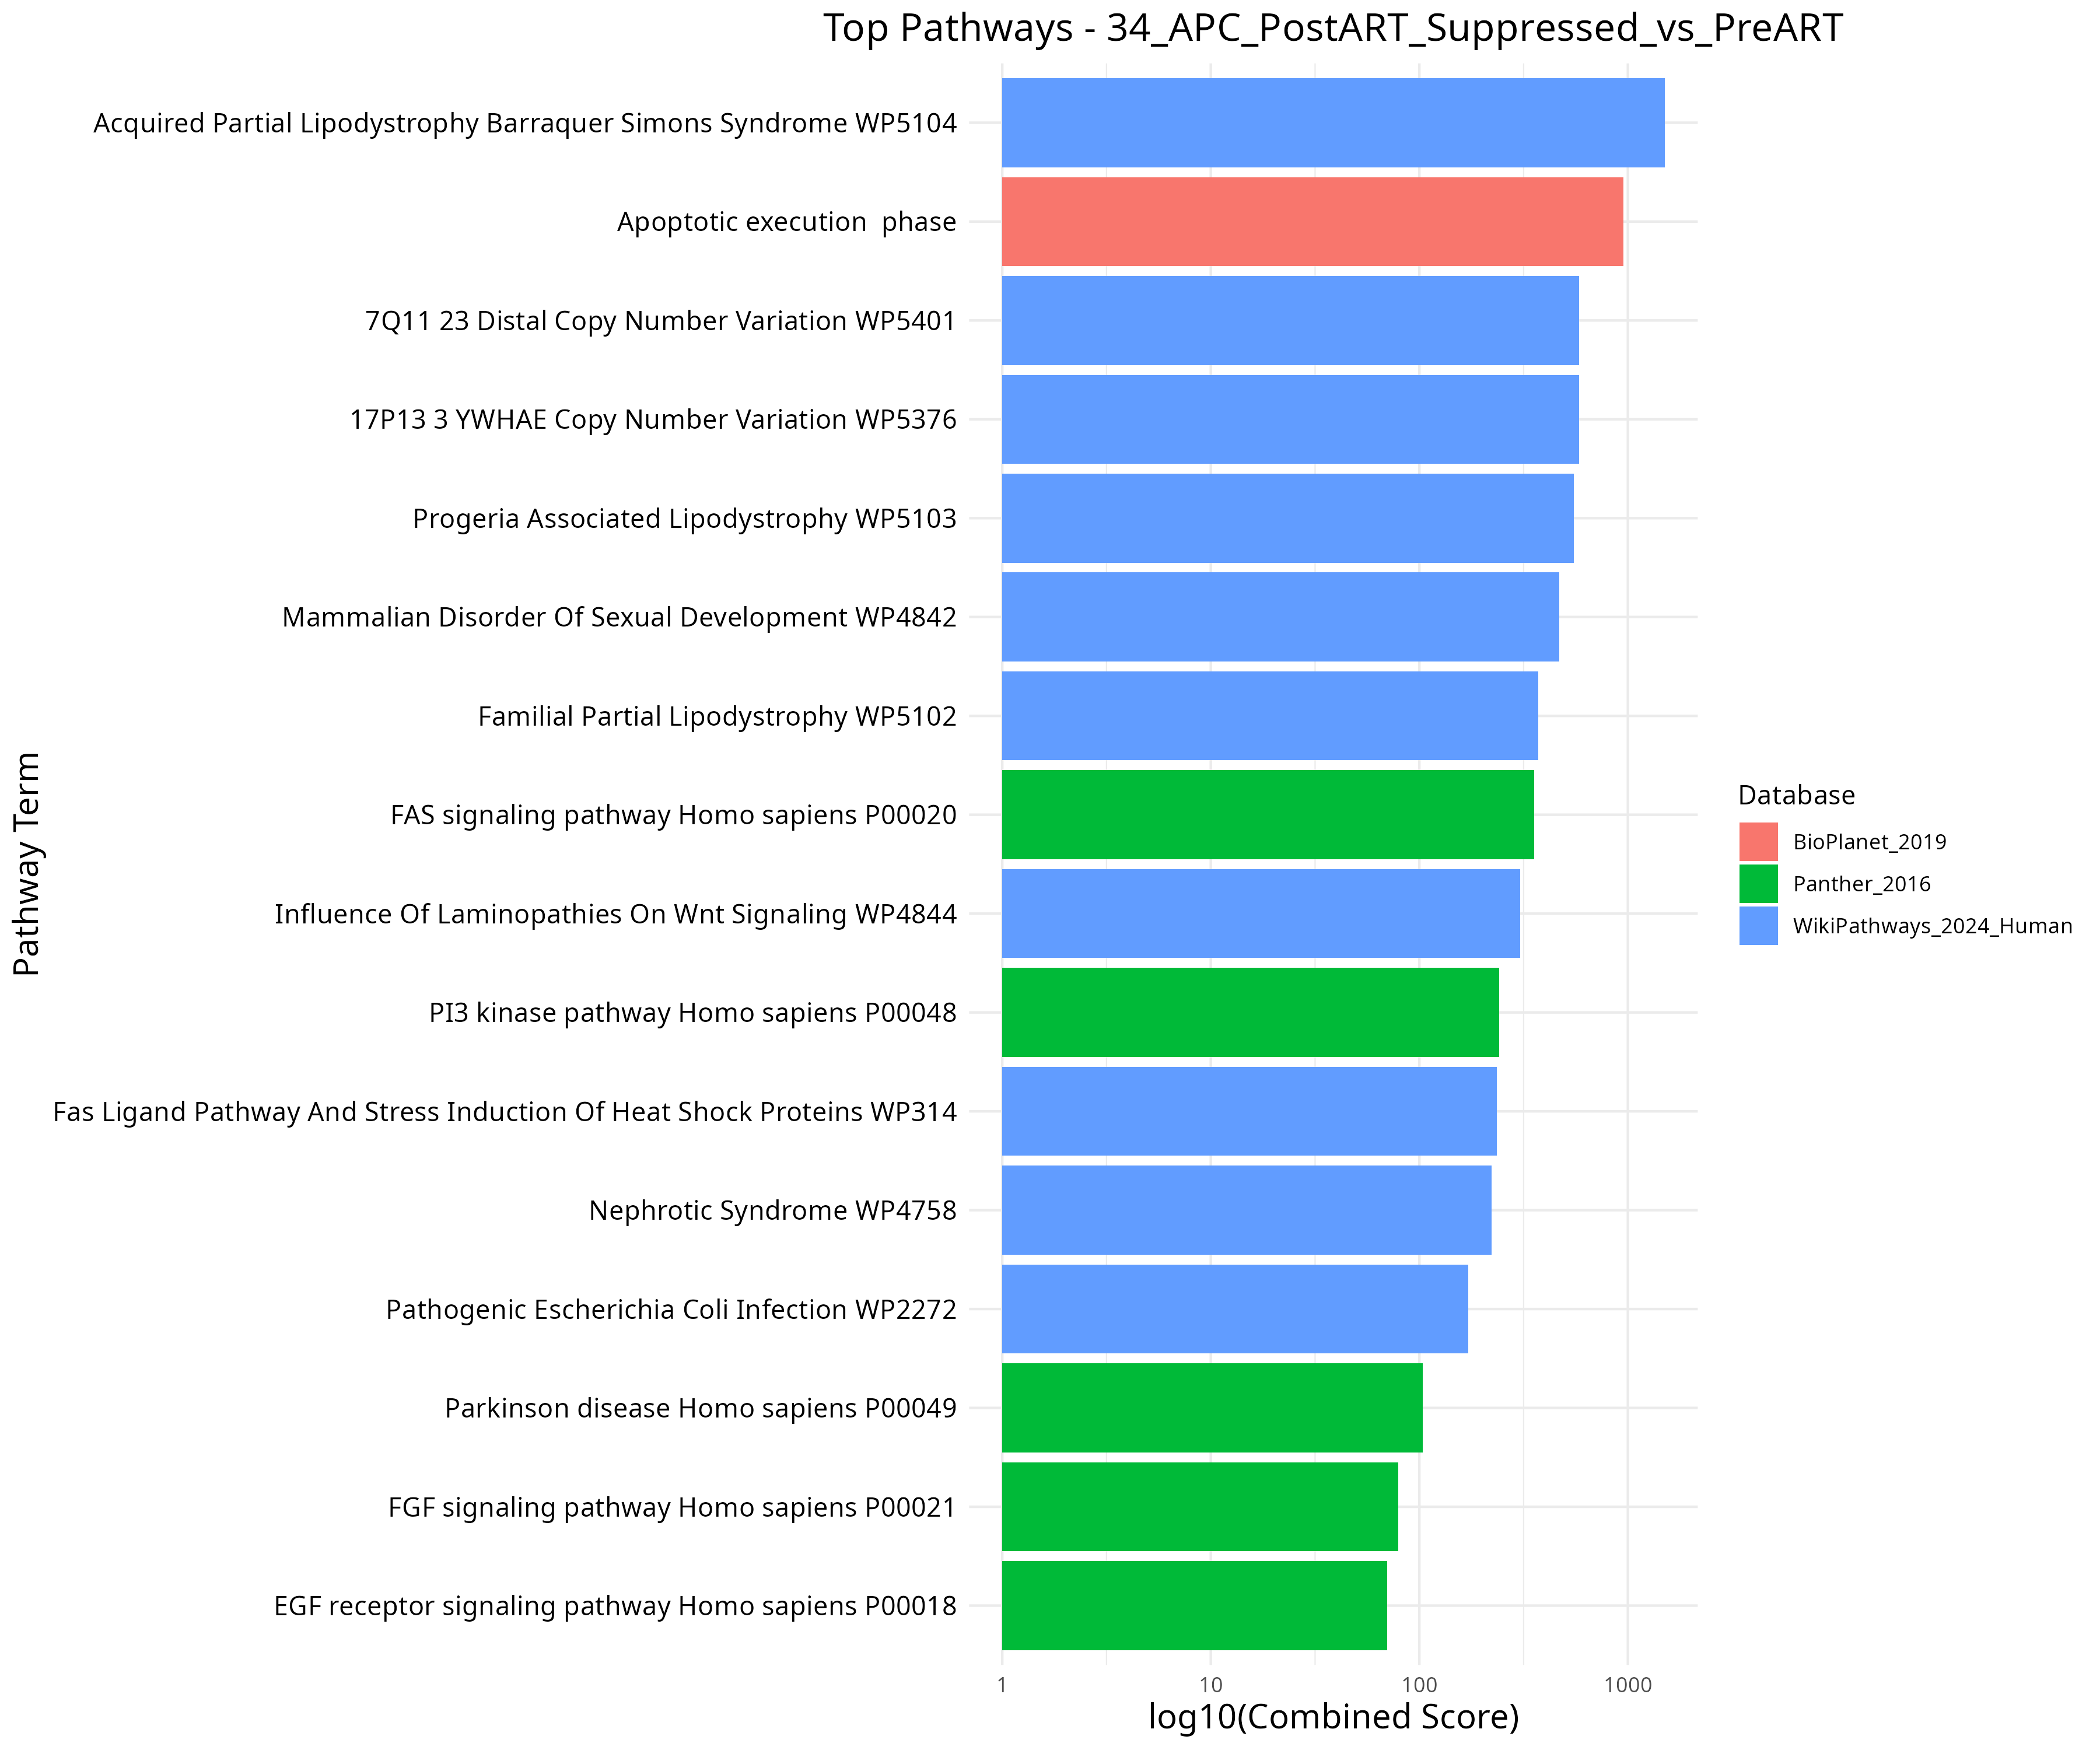 Top Pathways - 34_APC_PostART_Suppressed_vs_PreART
Pathway Term
Acquired Partial Lipodystrophy Barraquer Simons Syndrome WP5104
Apoptotic execution  phase
7Q11 23 Distal Copy Number Variation WP5401
17P13 3 YWHAE Copy Number Variation WP5376
Progeria Associated Lipodystrophy WP5103
Mammalian Disorder Of Sexual Development WP4842
Familial Partial Lipodystrophy WP5102
FAS signaling pathway Homo sapiens P00020
Influence Of Laminopathies On Wnt Signaling WP4844
PI3 kinase pathway Homo sapiens P00048
Fas Ligand Pathway And Stress Induction Of Heat Shock Proteins WP314
Nephrotic Syndrome WP4758
Pathogenic Escherichia Coli Infection WP2272
Parkinson disease Homo sapiens P00049
FGF signaling pathway Homo sapiens P00021
EGF receptor signaling pathway Homo sapiens P00018
1 10 100 1000
log10(Combined Score)
Database
BioPlanet_2019
Panther_2016
WikiPathways_2024_Human